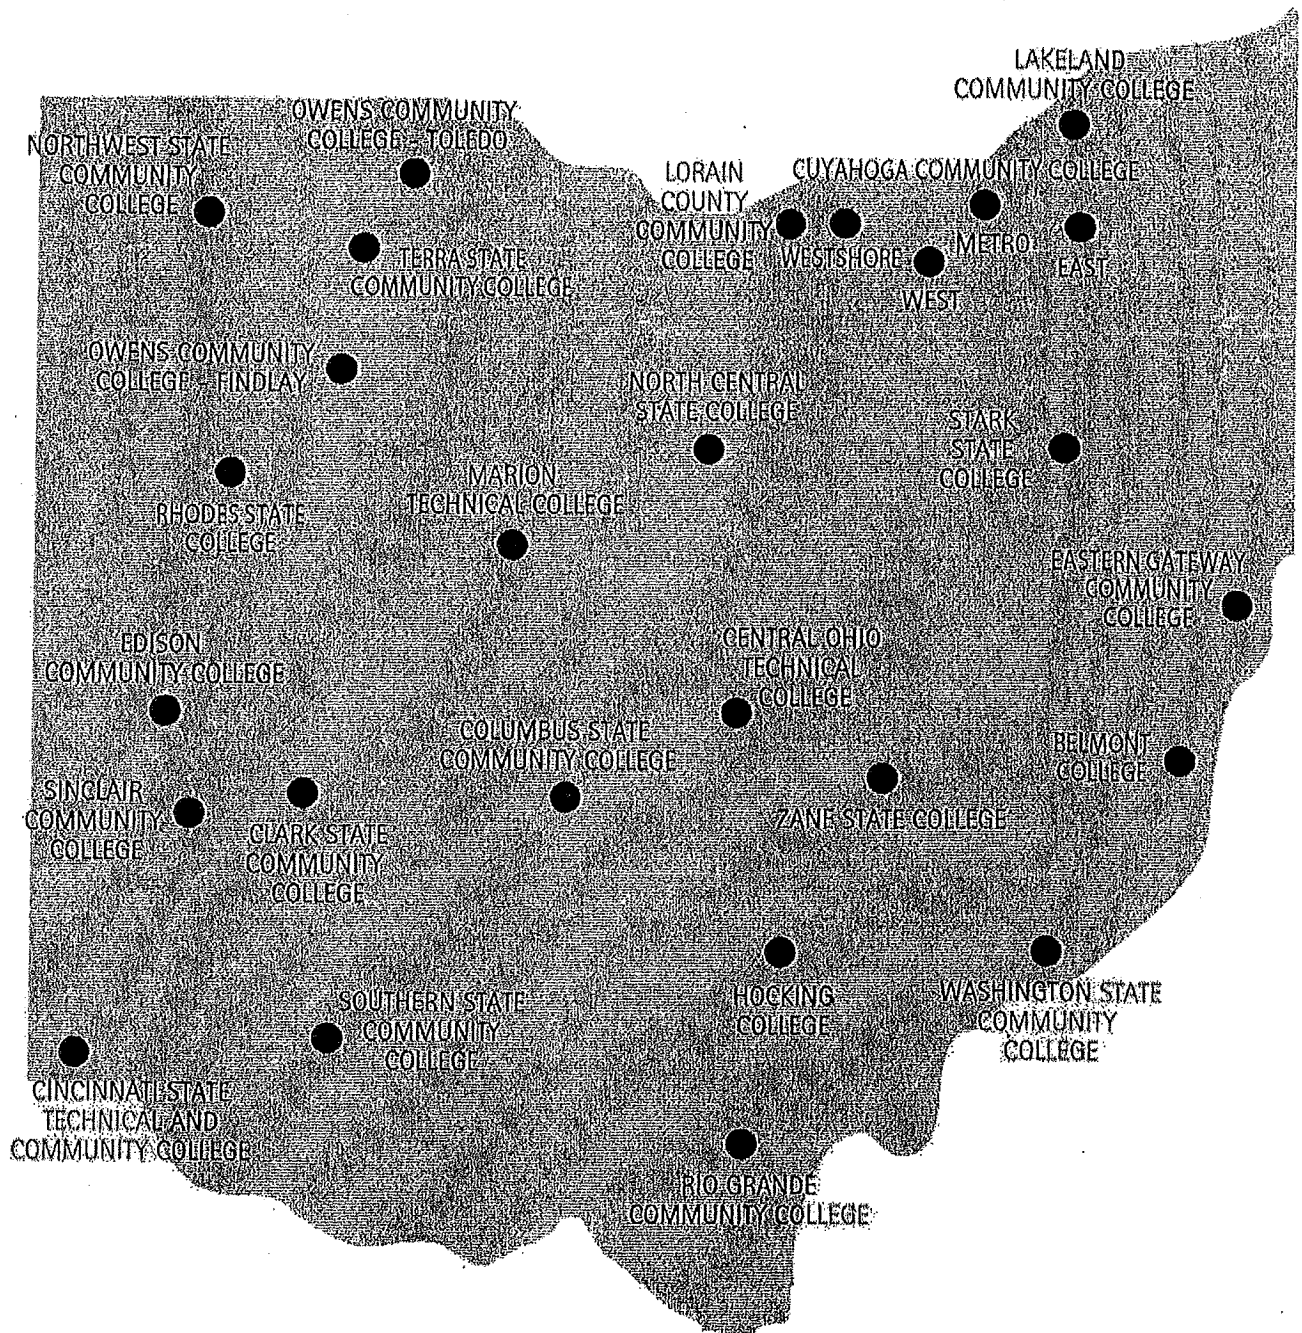 LAKELAND
COMMUNITY COLLEGE
OWENS COMMUNITY
COLLEGE - TOLEDO
NORTHWEST STATE
COMMUNITY
COLLEGE
LORAIN
COUNTY
COMMUNITY
COLLEGE
CUYAHOGA COMMUNITY COLLEGE
WESTSHORE
METRO
EAST
WEST
TERRA STATE
COMMUNITY COLLEGE
OWENS COMMUNITY
COLLEGE - FINDLAY
NORTH CENTRAL
STATE COLLEGE
STARK
STATE
COLLEGE
MARION
TECHNICAL COLLEGE
RHODES STATE
COLLEGE
EASTERN GATEWAY
COMMUNITY
COLLEGE
EDISON
COMMUNITY COLLEGE
CENTRAL OHIO
TECHNICAL
COLLEGE
COLUMBUS STATE
COMMUNITY COLLEGE
BELMONT
COLLEGE
SINCLAIR
COMMUNITY
COLLEGE
CLARK STATE
COMMUNITY
COLLEGE
ZANE STATE COLLEGE
HOCKING
COLLEGE
WASHINGTON STATE
COMMUNITY
COLLEGE
SOUTHERN STATE
COMMUNITY
COLLEGE
CINCINNATI STATE
TECHNICAL AND
COMMUNITY COLLEGE
RIO GRANDE
COMMUNITY COLLEGE